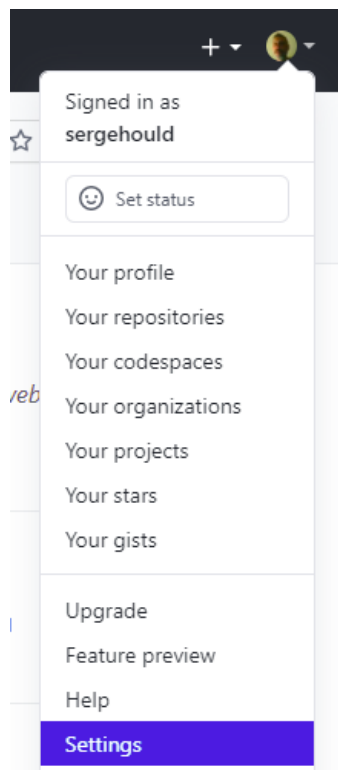 Signed in as
sergehould
Set status
Your profile
Your repositories
Your codespaces
Your organizations
Your projects
Your stars
Your gists
Upgrade
Feature preview
Help
Settings